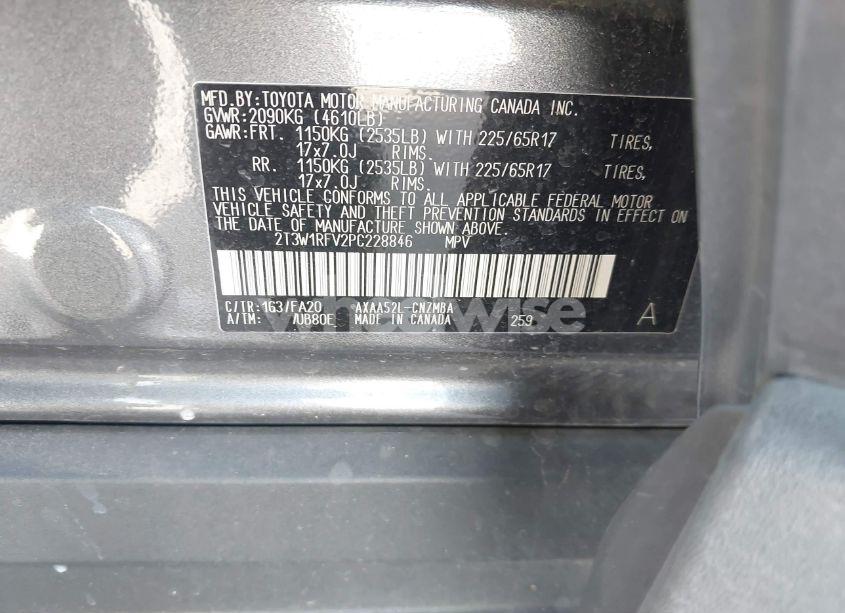 MFD.BY:TOYOTA MOTOR MANUFACTURING CANADA INC.
GVWR:2090KG (4610LB)
GAWR:FRT. 1150KG (2535LB) WITH 225/65R17 TIRES,
17x7.0J RIMS.
RR. 1150KG (2535LB) WITH 225/65R17 TIRES,
17x7.0J RIMS.
THIS VEHICLE CONFORMS TO ALL APPLICABLE FEDERAL MOTOR
VEHICLE SAFETY AND THEFT PREVENTION STANDARDS IN EFFECT ON
THE DATE OF MANUFACTURE SHOWN ABOVE.
2T3W1RFV2PC228846 MPV
C/TR:163/FA20 AXAA52L-CNZMBA
A/TM: /UB80E MADE IN CANADA 259 A